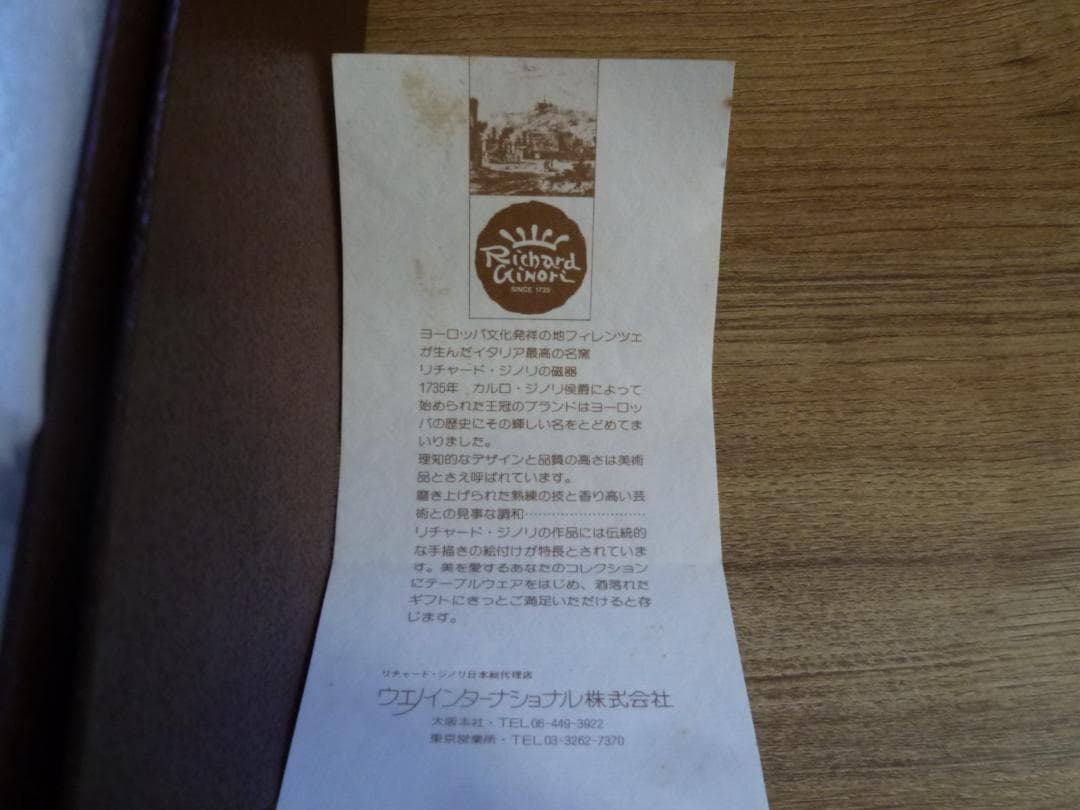 Richard
Ginori
SINCE 1735
ヨーロッパ文化発祥の地フィレンツェ
が生んだイタリア最高の名窯
リチャード・ジノリの磁器
1735年 カルロ・ジノリ侯爵によって
始められた王冠のブランドはヨーロッ
パの歴史にその輝しい名をとどめてま
いりました。
理知的なデザインと品質の高さは美術
品とさえ呼ばれています。
磨き上げられた熟練の技と香り高い芸
術との見事な調和…………………………
リチャード・ジノリの作品には伝統的
な手描きの絵付けが特長とされていま
す。美を愛するあなたのコレクション
にテーブルウェアをはじめ、洒落れた
ギフトにきっとご満足いただけると存
じます。
リチャード・ジノリ日本総代理店
ウエノインターナショナル株式会社
大阪本社・TEL06-449-3922
東京営業所・TEL03-3262-7370